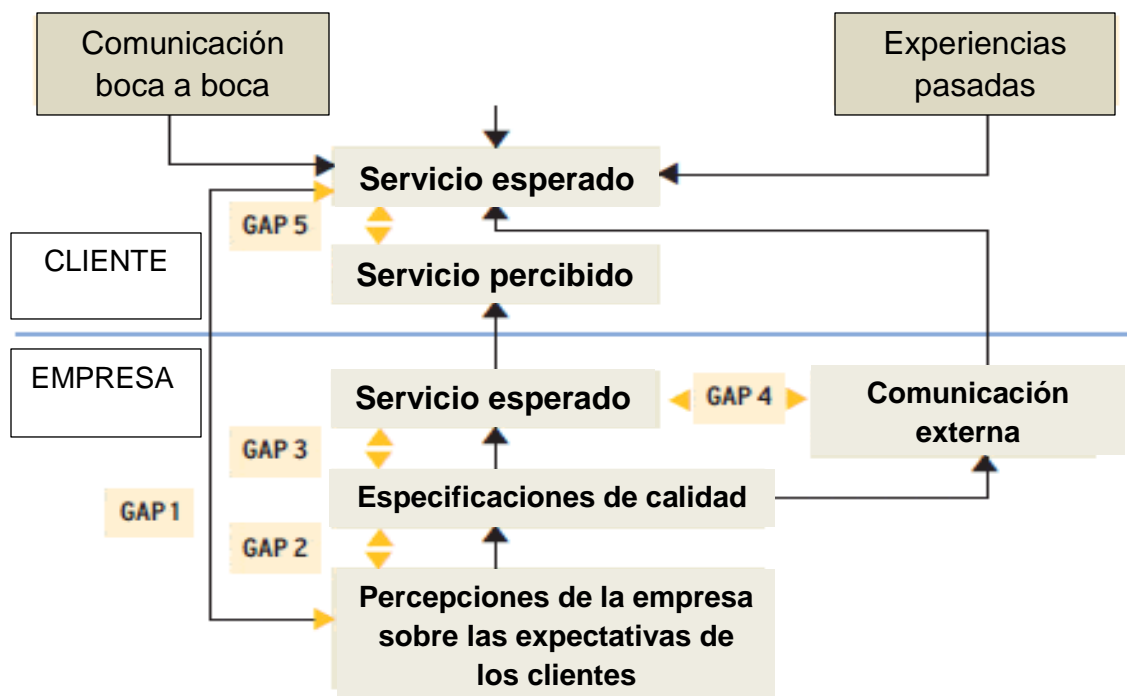 Comunicación
boca a boca
Experiencias
pasadas
Servicio esperado
GAP 5
CLIENTE
Servicio percibido
EMPRESA
Servicio esperado
GAP 4
Comunicación
externa
GAP 3
Especificaciones de calidad
GAP 1
GAP 2
Percepciones de la empresa
sobre las expectativas de
los clientes